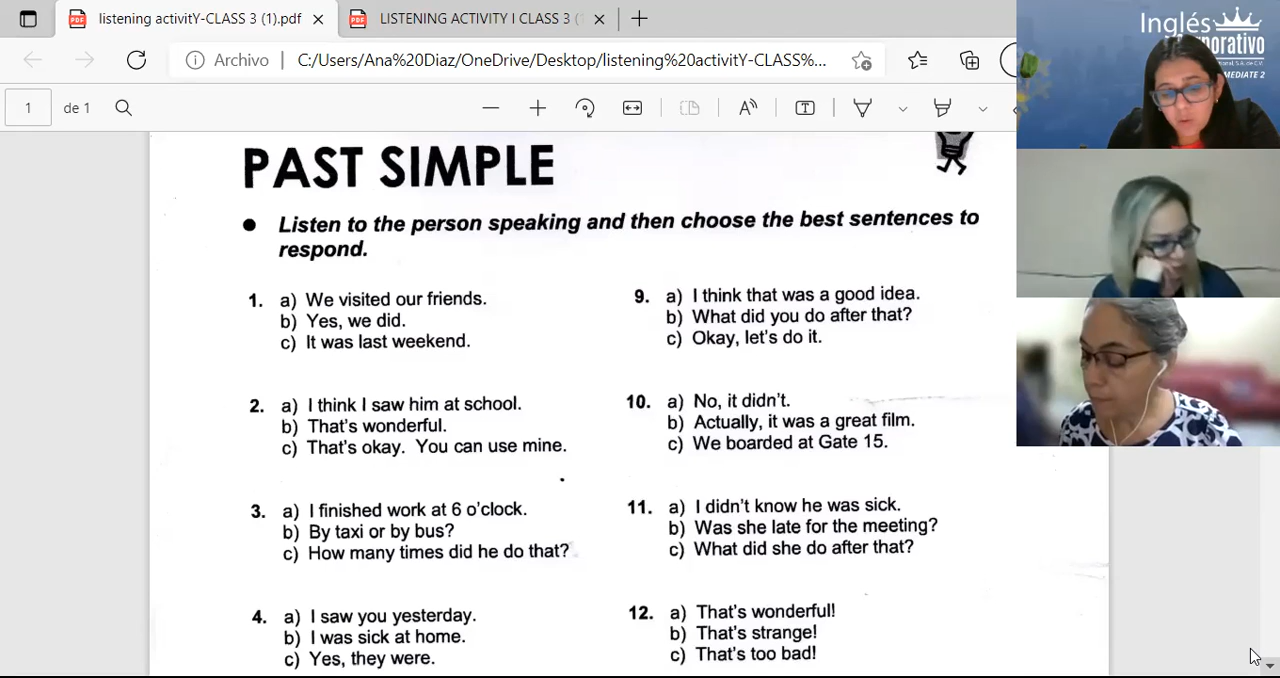 listening activitY-CLASS 3 (1).pdf
LISTENING ACTIVITY I CLASS 3 (
Archivo
C:/Users/Ana%20Diaz/OneDrive/Desktop/listening%20activitY-CLASS%...
1
de 1
Inglés
MEDIATE 2
PAST SIMPLE
● Listen to the person speaking and then choose the best sentences to
respond.
1. a) We visited our friends.
b) Yes, we did.
c) It was last weekend.
2. a) I think I saw him at school.
b) That's wonderful.
c) That's okay. You can use mine.
3. a) I finished work at 6 o'clock.
b) By taxi or by bus?
c) How many times did he do that?
4. a) I saw you yesterday.
b) I was sick at home.
c) Yes, they were.
9. a) I think that was a good idea.
b) What did you do after that?
c) Okay, let's do it.
10. a) No, it didn't.
b) Actually, it was a great film.
c) We boarded at Gate 15.
11. a) I didn't know he was sick.
b) Was she late for the meeting?
c) What did she do after that?
12. a) That's wonderful!
b) That's strange!
c) That's too bad!